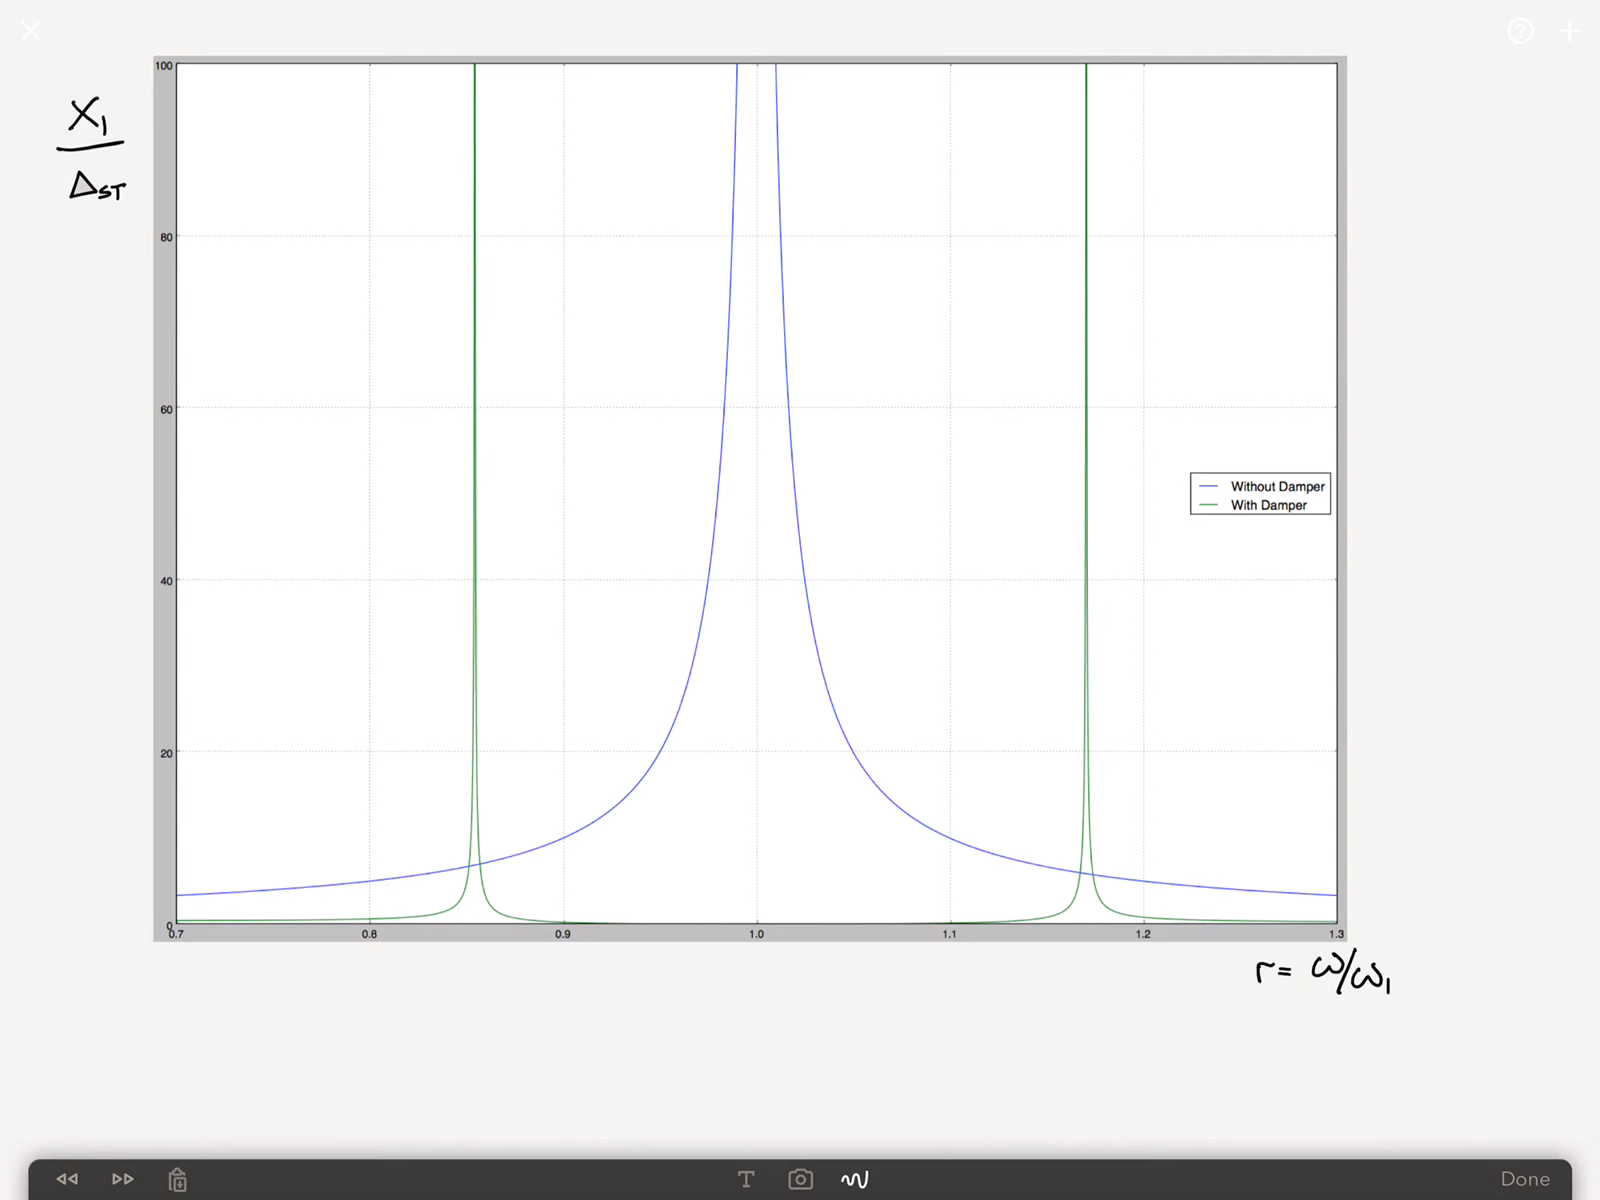 X₁
Δ_ST
100
80
60
40
20
0
Without Damper
With Damper
0.7 0.8 0.9 1.0 1.1 1.2 1.3
r = ω/ω₁
T Done